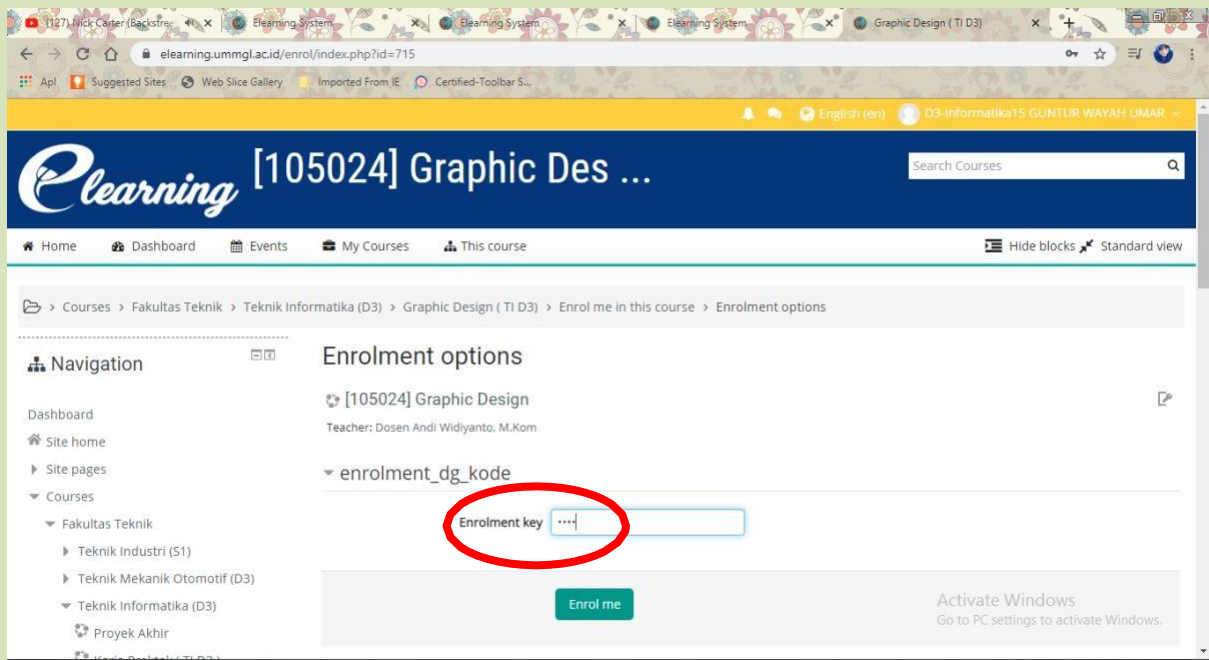 (127) Nick Carter (Backstree Elearning System Elearning System Elearning System Graphic Design ( TI D3)
elearning.ummgl.ac.id/enrol/index.php?id=715
Apl Suggested Sites Web Slice Gallery Imported From IE Certified-Toolbar S...
English (en) D3-Informatika15 GUNTUR WAYAH UMAR
Elearning [105024] Graphic Des ...
Search Courses
Home Dashboard Events My Courses This course Hide blocks Standard view
> Courses > Fakultas Teknik > Teknik Informatika (D3) > Graphic Design ( TI D3) > Enrol me in this course > Enrolment options
Navigation
Dashboard
Site home
Site pages
Courses
Fakultas Teknik
Teknik Industri (S1)
Teknik Mekanik Otomotif (D3)
Teknik Informatika (D3)
Proyek Akhir
Enrolment options
[105024] Graphic Design
Teacher: Dosen Andi Widiyanto, M.Kom
enrolment_dg_kode
Enrolment key ····
Enrol me
Activate Windows
Go to PC settings to activate Windows.